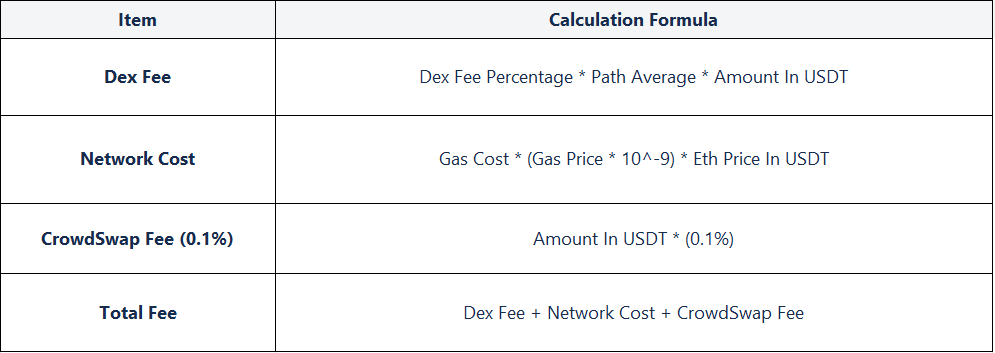 Item
Calculation Formula
Dex Fee
Dex Fee Percentage * Path Average * Amount In USDT
Network Cost
Gas Cost * (Gas Price * 10^-9) * Eth Price In USDT
CrowdSwap Fee (0.1%)
Amount In USDT * (0.1%)
Total Fee
Dex Fee + Network Cost + CrowdSwap Fee